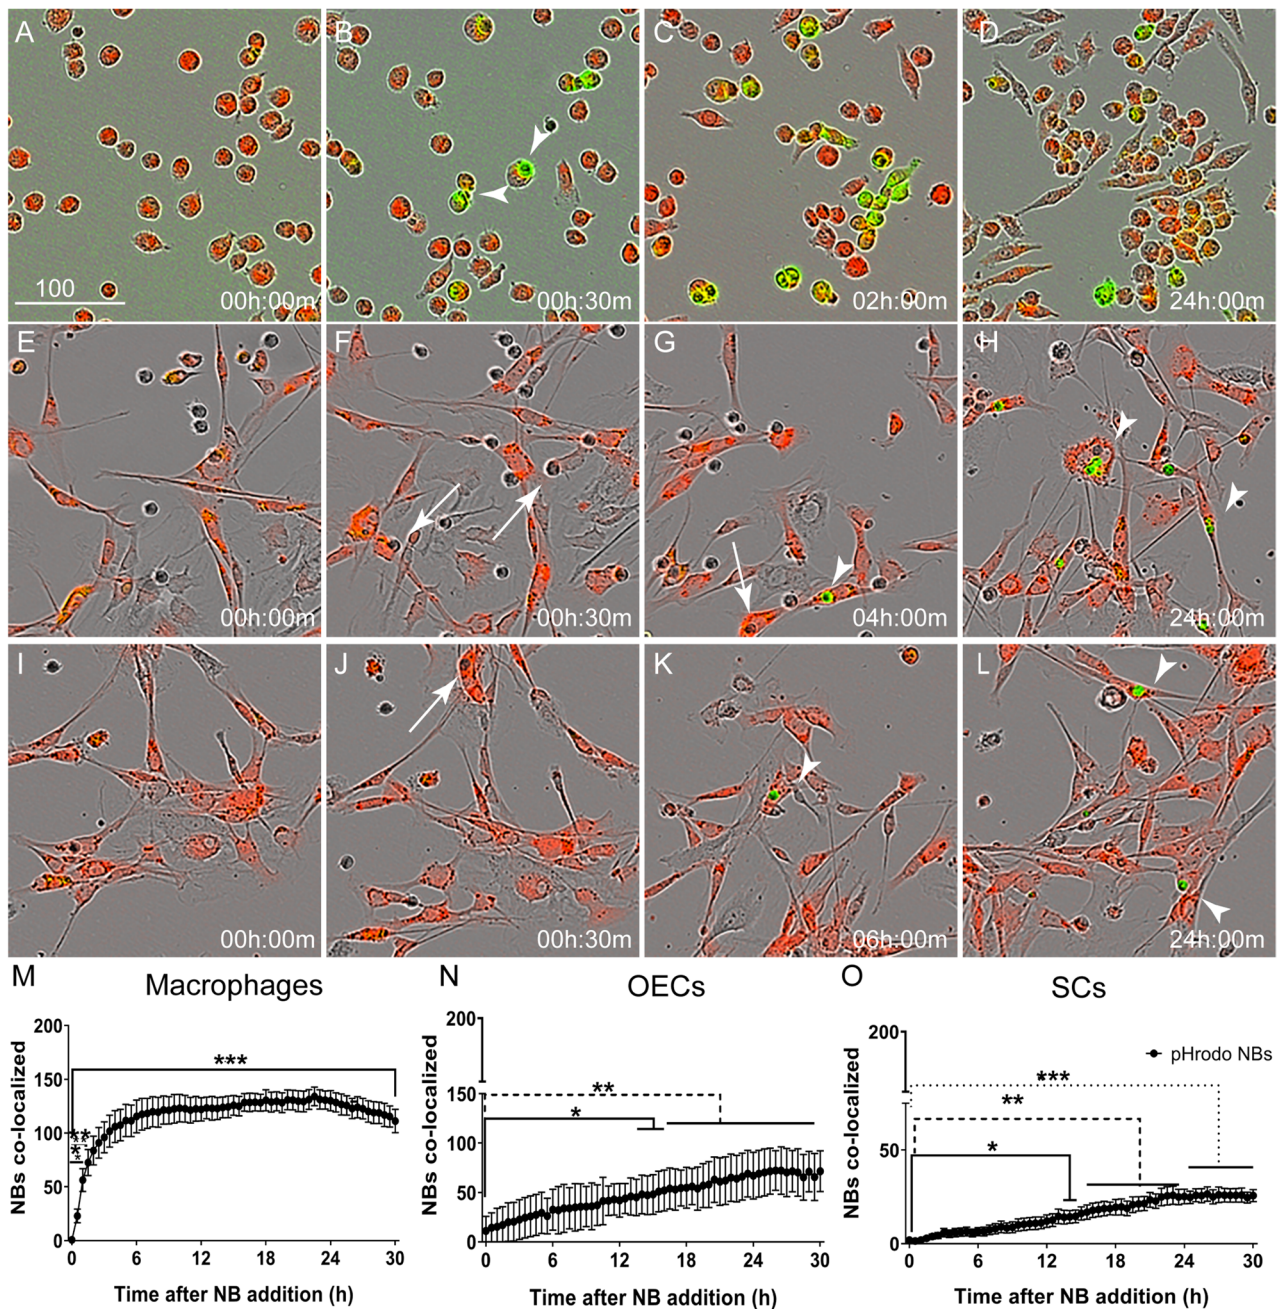 A
B
C
D
100
00h:00m
00h:30m
02h:00m
24h:00m
E
F
G
H
00h:00m
00h:30m
04h:00m
24h:00m
I
J
K
L
00h:00m
00h:30m
06h:00m
24h:00m
M
Macrophages
N
OECs
O
SCs
NBs co-localized
200
150
100
50
0
***
**
*
*
0
6
12
18
24
30
Time after NB addition (h)
NBs co-localized
200
150
100
50
0
**
*
0
6
12
18
24
30
Time after NB addition (h)
NBs co-localized
200
50
0
pHrodo NBs
***
**
*
0
6
12
18
24
30
Time after NB addition (h)